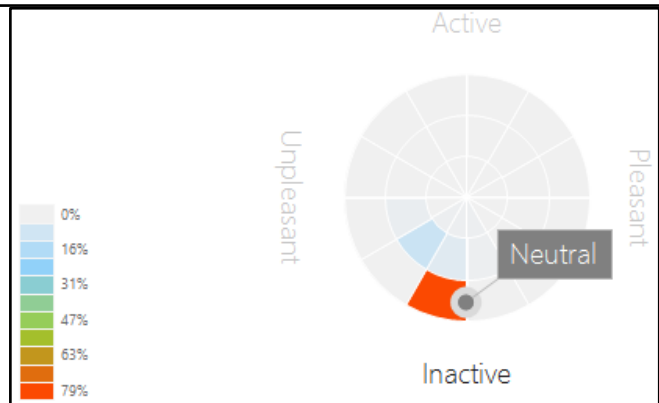 Active
Unpleasant
Pleasant
Neutral
Inactive
0%
16%
31%
47%
63%
79%